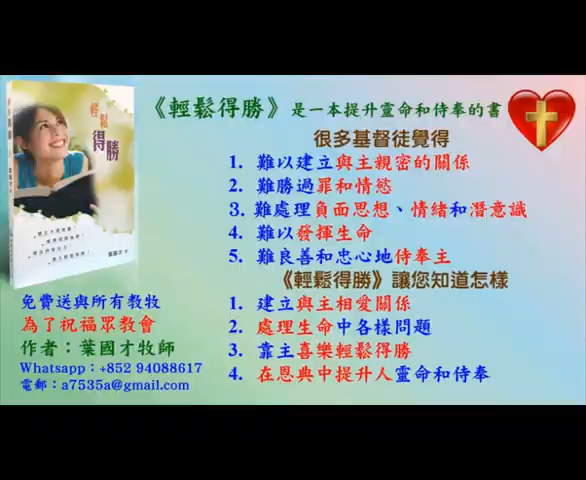 《輕鬆得勝》是一本提升靈命和侍奉的書
很多基督徒覺得
1. 難以建立與主親密的關係
2. 難勝過罪和情慾
3. 難處理負面思想、情緒和潛意識
4. 難以發揮生命
5. 難良善和忠心地侍奉主
《輕鬆得勝》讓您知道怎樣
1. 建立與主相愛關係
2. 處理生命中各樣問題
3. 靠主喜樂輕鬆得勝
4. 在恩典中提升人靈命和侍奉
輕鬆
得勝
免費送與所有教牧
為了祝福眾教會
作者：葉國才牧師
Whatsapp：+852 94088617
電郵：a7535a@gmail.com